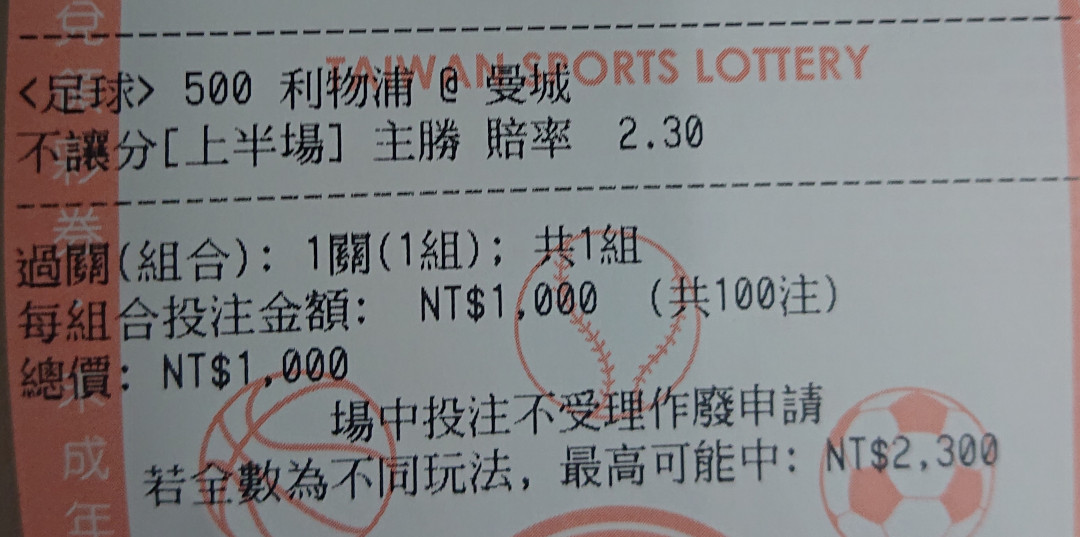 TAIWAN SPORTS LOTTERY
<足球> 500 利物浦 @ 曼城
不讓分[上半場] 主勝 賠率 2.30
過關(組合): 1關(1組); 共1組
每組合投注金額: NT$1,000 (共100注)
總價: NT$1,000
場中投注不受理作廢申請
若全數為不同玩法, 最高可能中: NT$2,300
券
成
年